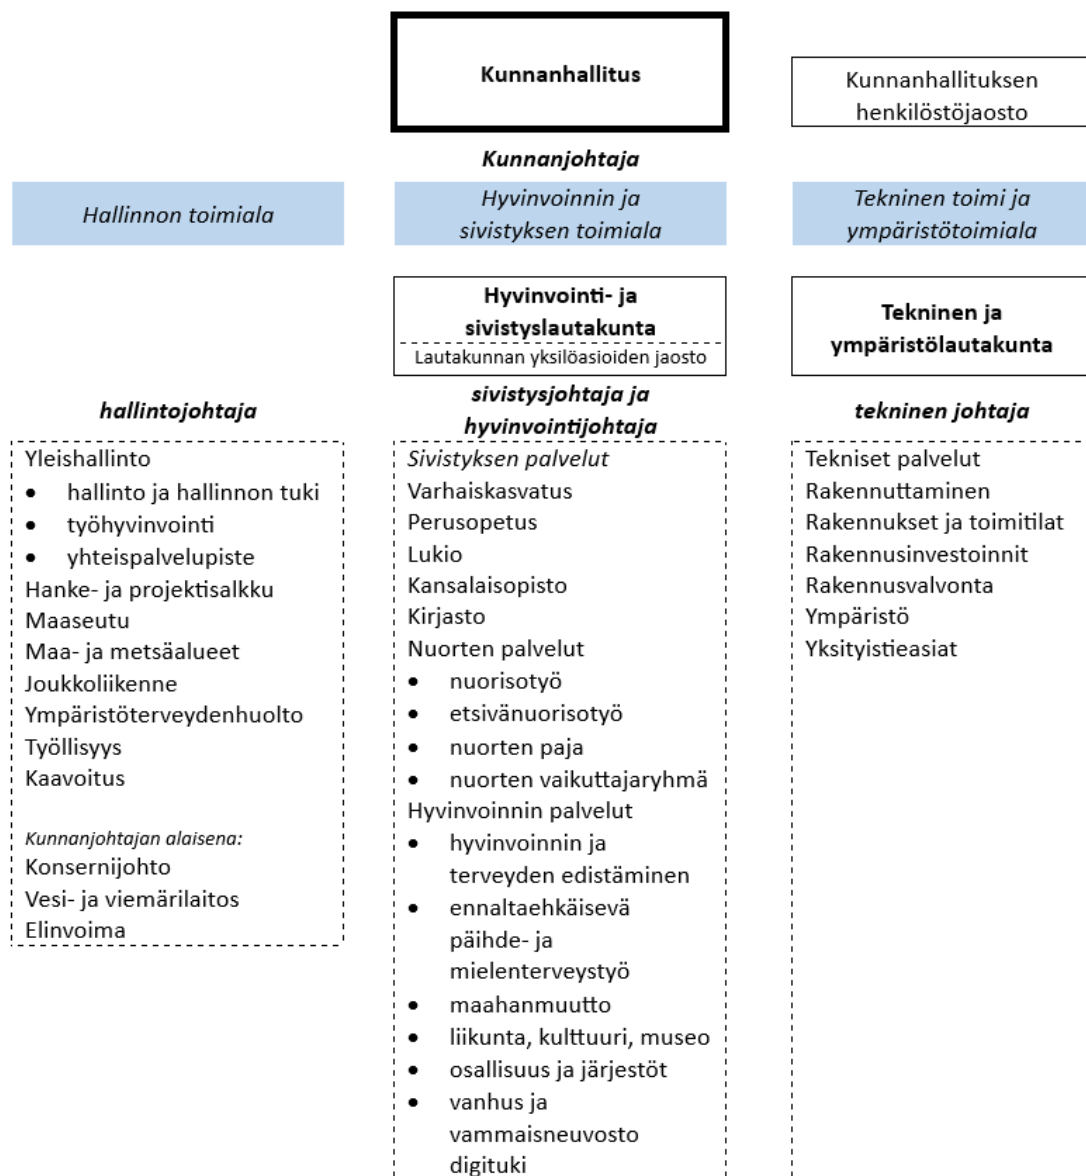 Kunnanhallitus
Kunnanhallituksen
henkilöstöjaosto
Kunnanjohtaja
Hallinnon toimiala
Hyvinvoinnin ja
sivistyksen toimiala
Tekninen toimi ja
ympäristötoimiala
Hyvinvointi- ja
sivistyslautakunta
Lautakunnan yksilöasioiden jaosto
Tekninen ja
ympäristölautakunta
hallintojohtaja
sivistysjohtaja ja
hyvinvointijohtaja
tekninen johtaja
Yleishallinto
• hallinto ja hallinnon tuki
• työhyvinvointi
• yhteispalvelupiste
Hanke- ja projektisalkku
Maaseutu
Maa- ja metsäalueet
Joukkoliikenne
Ympäristöterveydenhuolto
Työllisyys
Kaavoitus
Kunnanjohtajan alaisena:
Konsernijohto
Vesi- ja viemärilaitos
Elinvoima
Sivistyksen palvelut
Varhaiskasvatus
Perusopetus
Lukio
Kansalaisopisto
Kirjasto
Nuorten palvelut
• nuorisotyö
• etsivänuorisotyö
• nuorten paja
• nuorten vaikuttajaryhmä
Hyvinvoinnin palvelut
• hyvinvoinnin ja
terveyden edistäminen
• ennaltaehkäisevä
päihde- ja
mielenterveystyö
• maahanmuutto
• liikunta, kulttuuri, museo
• osallisuus ja järjestöt
• vanhus ja
vammaisneuvosto
digituki
Tekniset palvelut
Rakennuttaminen
Rakennukset ja toimitilat
Rakennusinvestoinnit
Rakennusvalvonta
Ympäristö
Yksityistieasiat